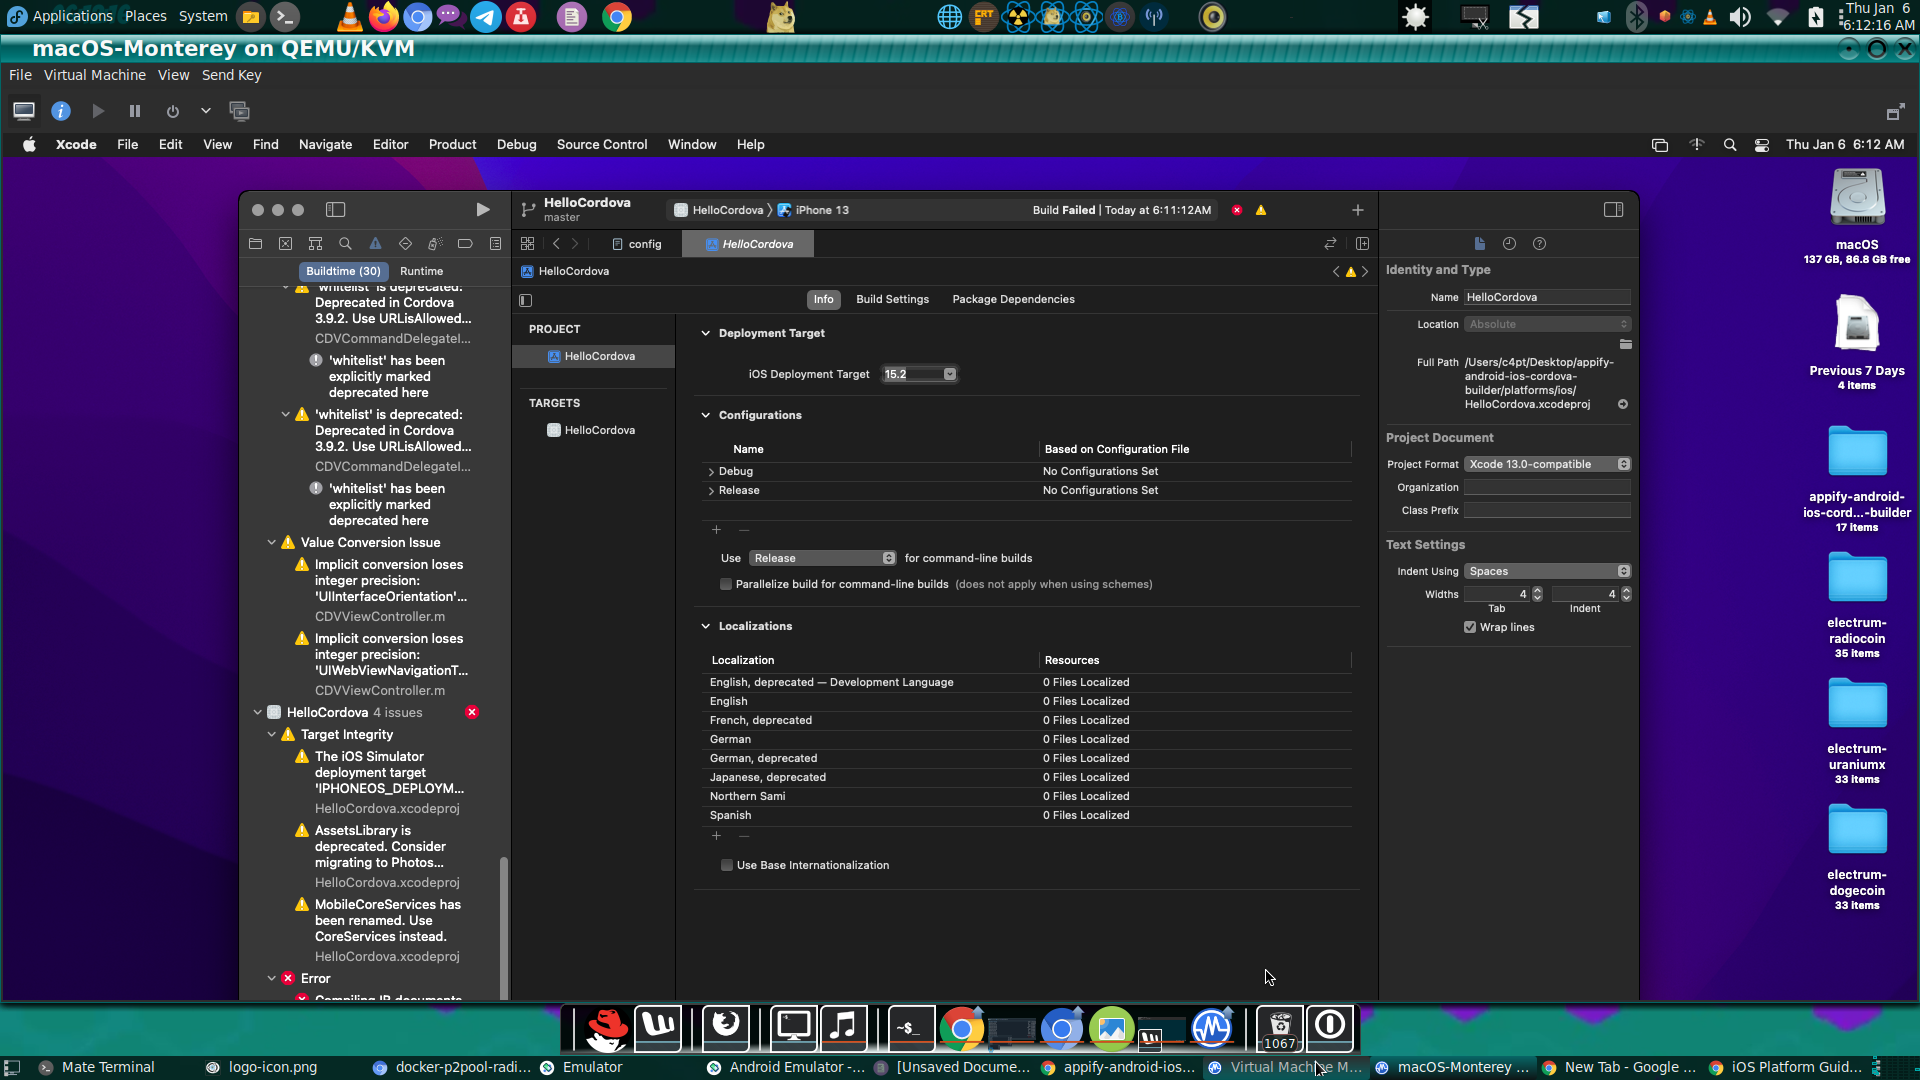 Applications Places System
Thu Jan 6
6:12:16 AM
macOS-Monterey on QEMU/KVM
File Virtual Machine View Send Key
Xcode File Edit View Find Navigate Editor Product Debug Source Control Window Help
Thu Jan 6 6:12 AM
HelloCordova
master
HelloCordova iPhone 13
Build Failed | Today at 6:11:12AM
config
HelloCordova
Buildtime (30)
Runtime
HelloCordova
'whitelist' is deprecated:
Deprecated in Cordova
3.9.2. Use URLisAllowed...
CDVCommandDelegateI...
'whitelist' has been
explicitly marked
deprecated here
'whitelist' is deprecated:
Deprecated in Cordova
3.9.2. Use URLisAllowed...
CDVCommandDelegateI...
'whitelist' has been
explicitly marked
deprecated here
Value Conversion Issue
Implicit conversion loses
integer precision:
'UIInterfaceOrientation'...
CDVViewController.m
Implicit conversion loses
integer precision:
'UIWebViewNavigationT...
CDVViewController.m
HelloCordova 4 issues
Target Integrity
The iOS Simulator
deployment target
'IPHONEOS_DEPLOYM...
HelloCordova.xcodeproj
AssetsLibrary is
deprecated. Consider
migrating to Photos...
HelloCordova.xcodeproj
MobileCoreServices has
been renamed. Use
CoreServices instead.
HelloCordova.xcodeproj
Error
Compiling IB documents
Info
Build Settings
Package Dependencies
PROJECT
HelloCordova
TARGETS
HelloCordova
Deployment Target
iOS Deployment Target 15.2
Configurations
Name Based on Configuration File
Debug No Configurations Set
Release No Configurations Set
Use Release for command-line builds
Parallelize build for command-line builds (does not apply when using schemes)
Localizations
Localization Resources
English, deprecated — Development Language 0 Files Localized
English 0 Files Localized
French, deprecated 0 Files Localized
German 0 Files Localized
German, deprecated 0 Files Localized
Japanese, deprecated 0 Files Localized
Northern Sami 0 Files Localized
Spanish 0 Files Localized
Use Base Internationalization
Identity and Type
Name HelloCordova
Location Absolute
Full Path /Users/c4pt/Desktop/appify-
android-ios-cordova-
builder/platforms/ios/
HelloCordova.xcodeproj
Project Document
Project Format Xcode 13.0-compatible
Organization
Class Prefix
Text Settings
Indent Using Spaces
Widths 4 4
Tab Indent
Wrap lines
macOS
137 GB, 86.8 GB free
Previous 7 Days
4 items
appify-android-
ios-cord...-builder
17 items
electrum-
radiocoin
35 items
electrum-
uraniumx
33 items
electrum-
dogecoin
33 items
~$_
1067
Mate Terminal
logo-icon.png
docker-p2pool-radi...
Emulator
Android Emulator -...
[Unsaved Docume...
appify-android-ios...
Virtual Machine M...
macOS-Monterey ...
New Tab - Google ...
iOS Platform Guid...